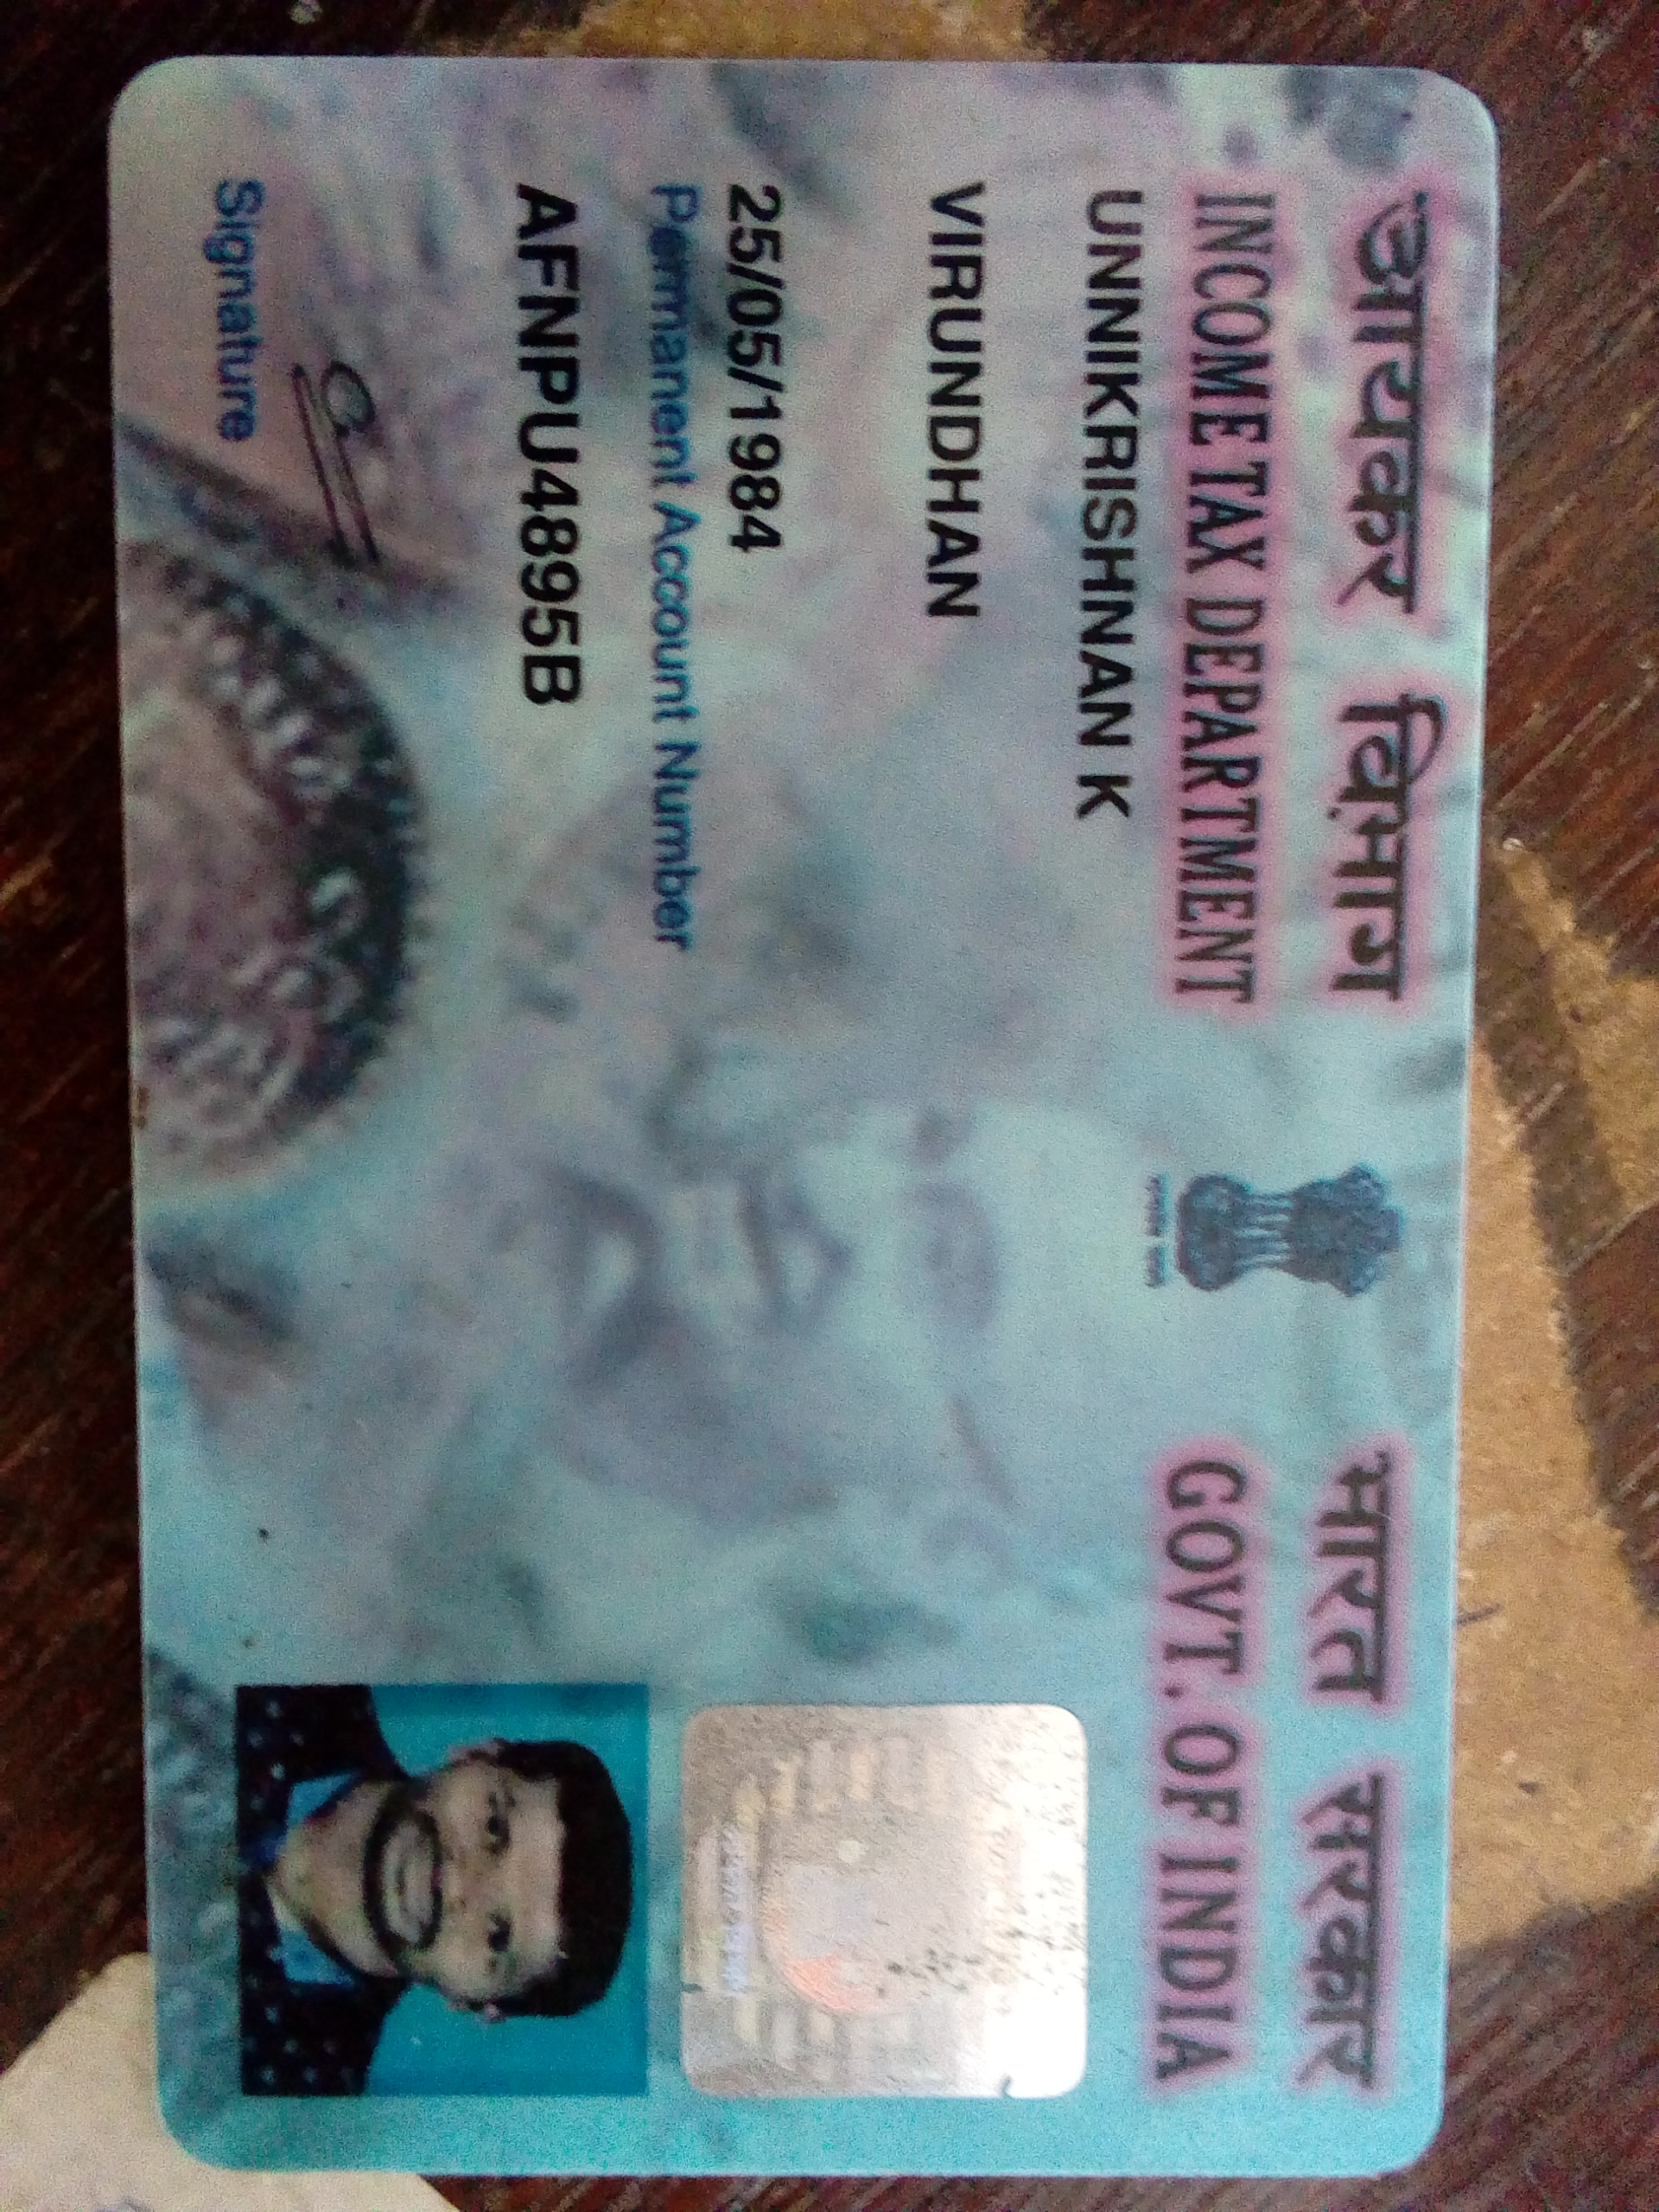 आयकर विभाग
INCOME TAX DEPARTMENT
भारत सरकार
GOVT. OF INDIA
UNNIKRISHNAN K
VIRUNDHAN
25/05/1984
Permanent Account Number
AFNPU4895B
Signature